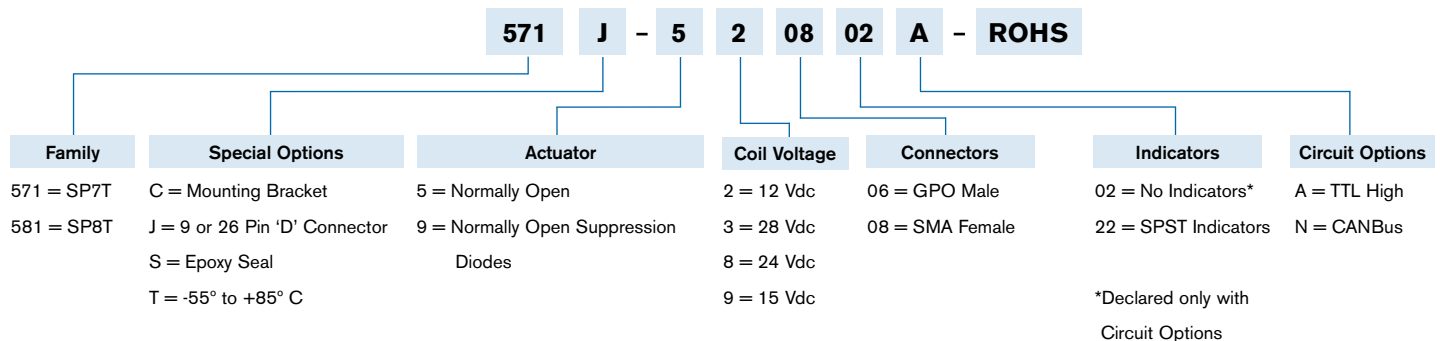 571 J – 5 2 08 02 A – ROHS
Family
571 = SP7T
581 = SP8T
Special Options
C = Mounting Bracket
J = 9 or 26 Pin 'D' Connector
S = Epoxy Seal
T = -55º to +85º C
Actuator
5 = Normally Open
9 = Normally Open Suppression
Diodes
Coil Voltage
2 = 12 Vdc
3 = 28 Vdc
8 = 24 Vdc
9 = 15 Vdc
Connectors
06 = GPO Male
08 = SMA Female
Indicators
02 = No Indicators*
22 = SPST Indicators
*Declared only with
Circuit Options
Circuit Options
A = TTL High
N = CANBus